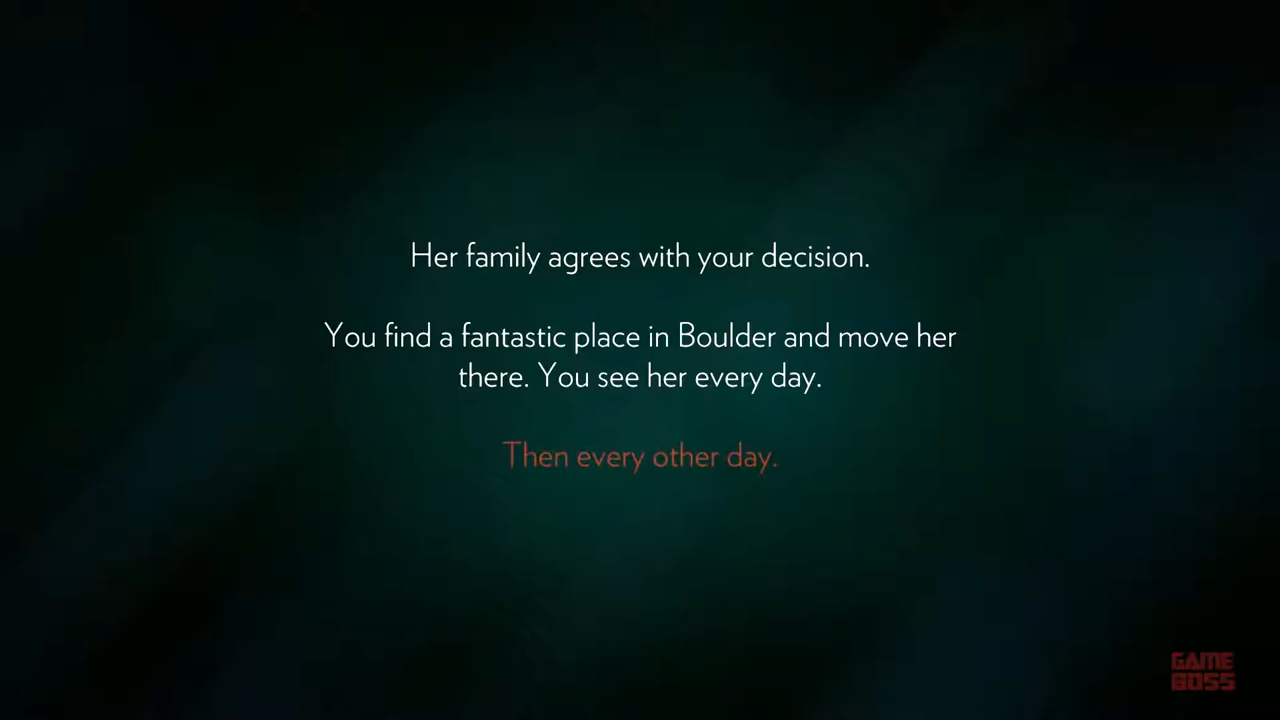 Her family agrees with your decision.
You find a fantastic place in Boulder and move her
there. You see her every day.
Then every other day.
GAME
BOSS